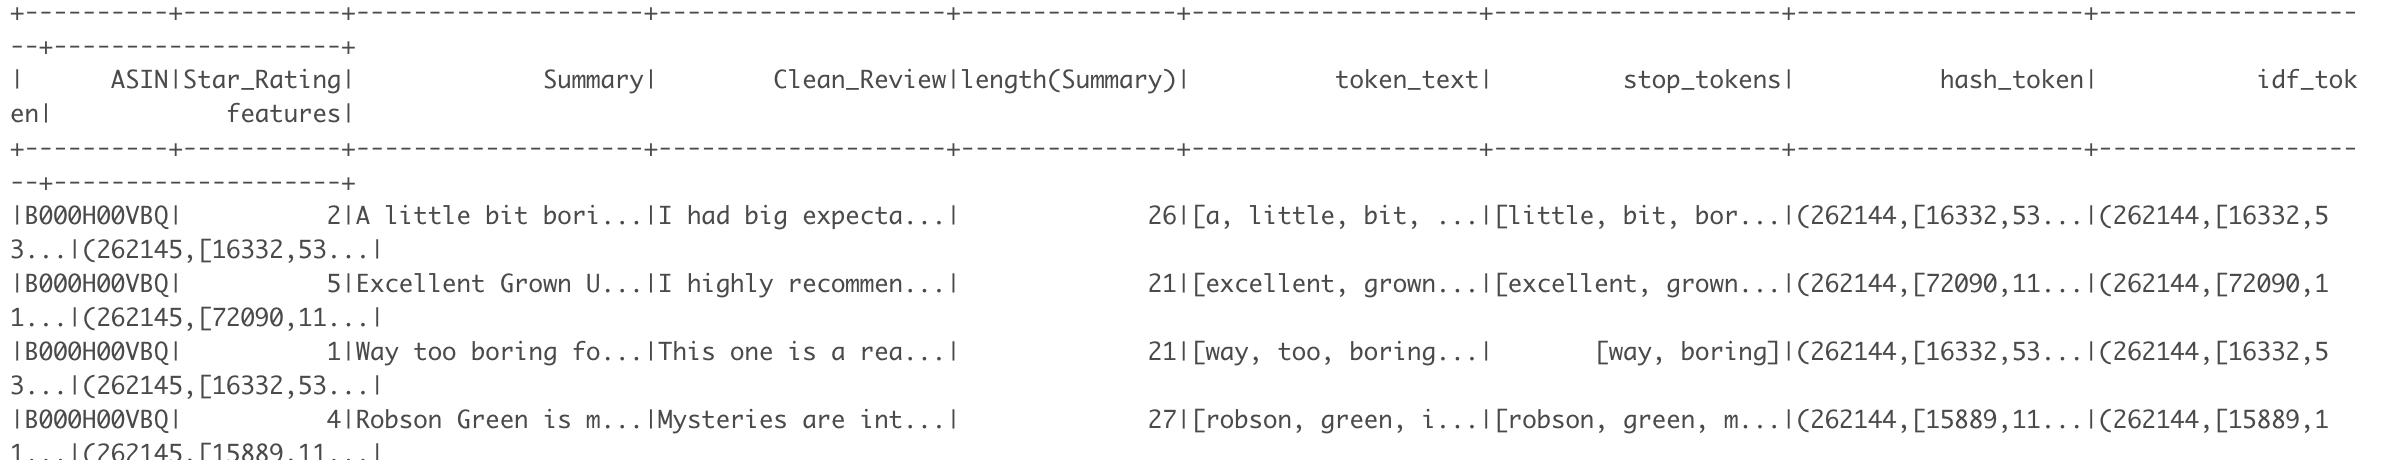 +----------+-----------+--------------------+--------------------+---------------+--------------------+--------------------+--------------------+------------------
--+--------------------+
|      ASIN|Star_Rating|             Summary|        Clean_Review|length(Summary)|          token_text|         stop_tokens|          hash_token|           idf_tok
en|            features|
+----------+-----------+--------------------+--------------------+---------------+--------------------+--------------------+--------------------+------------------
--+--------------------+
|B000H00VBQ|          2|A little bit bori...|I had big expecta...|             26|[a, little, bit, ...|[little, bit, bor...|(262144,[16332,53...|(262144,[16332,5
3...|(262145,[16332,53...|
|B000H00VBQ|          5|Excellent Grown U...|I highly recommen...|             21|[excellent, grown...|[excellent, grown...|(262144,[72090,11...|(262144,[72090,1
1...|(262145,[72090,11...|
|B000H00VBQ|          1|Way too boring fo...|This one is a rea...|             21|[way, too, boring...|       [way, boring]|(262144,[16332,53...|(262144,[16332,5
3...|(262145,[16332,53...|
|B000H00VBQ|          4|Robson Green is m...|Mysteries are int...|             27|[robson, green, i...|[robson, green, m...|(262144,[15889,11...|(262144,[15889,1
1...|(262145,[15889,11...|